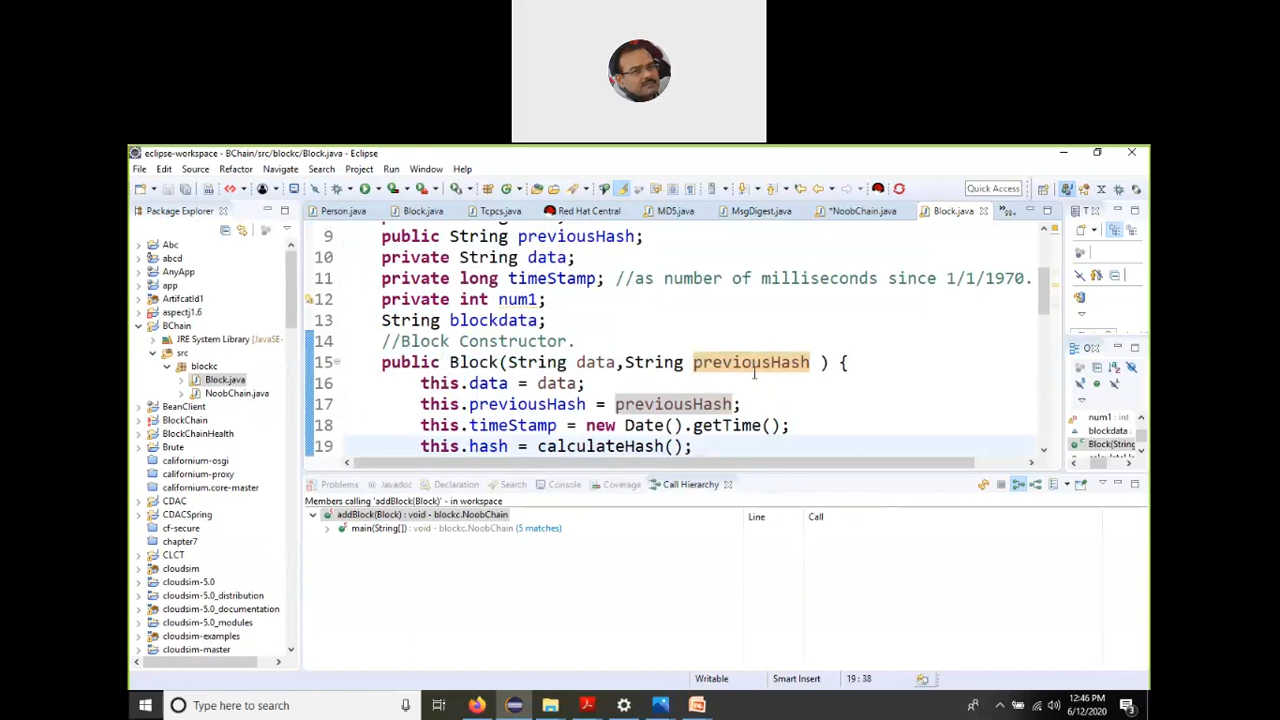 eclipse-workspace - BChain/src/blockc/Block.java - Eclipse
File Edit Source Refactor Navigate Search Project Run Window Help
Quick Access
Package Explorer
Person.java Block.java Tcpcs.java Red Hat Central MD5.java MsgDigest.java *NoobChain.java Block.java
Abc
abcd
AnyApp
app
ArtifcatId1
aspectj1.6
BChain
JRE System Library [JavaSE-
src
blockc
Block.java
NoobChain.java
BeanClient
BlockChain
BlockChainHealth
Brute
californium-osgi
californium-proxy
californium.core-master
CDAC
CDACSpring
cf-secure
chapter7
CLCT
cloudsim
cloudsim-5.0
cloudsim-5.0_distribution
cloudsim-5.0_documentation
cloudsim-5.0_modules
cloudsim-examples
cloudsim-master
9 public String previousHash;
10 private String data;
11 private long timeStamp; //as number of milliseconds since 1/1/1970.
12 private int num1;
13 String blockdata;
14 //Block Constructor.
15 public Block(String data,String previousHash ) {
16 this.data = data;
17 this.previousHash = previousHash;
18 this.timeStamp = new Date().getTime();
19 this.hash = calculateHash();
num1 : int
blockdata
Block(String
Problems Javadoc Declaration Search Console Coverage Call Hierarchy
Members calling 'addBlock(Block)' - in workspace
addBlock(Block) : void - blockc.NoobChain
main(String[]) : void - blockc.NoobChain (5 matches)
Line Call
Writable Smart Insert 19 : 38
Type here to search
12:46 PM
6/12/2020
3